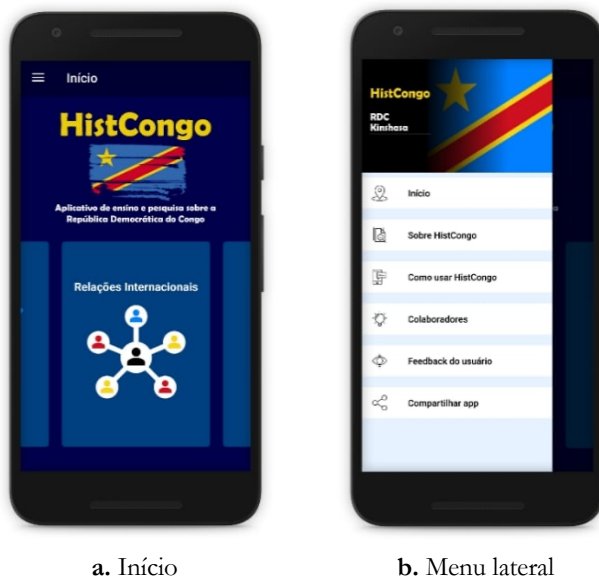 Início
HistCongo
Aplicativo de ensino e pesquisa sobre a
República Democrática do Congo
Relações Internacionais
a. Início
HistCongo
RDC
Kinshasa
Início
Sobre HistCongo
Como usar HistCongo
Colaboradores
Feedback do usuário
Compartilhar app
b. Menu lateral